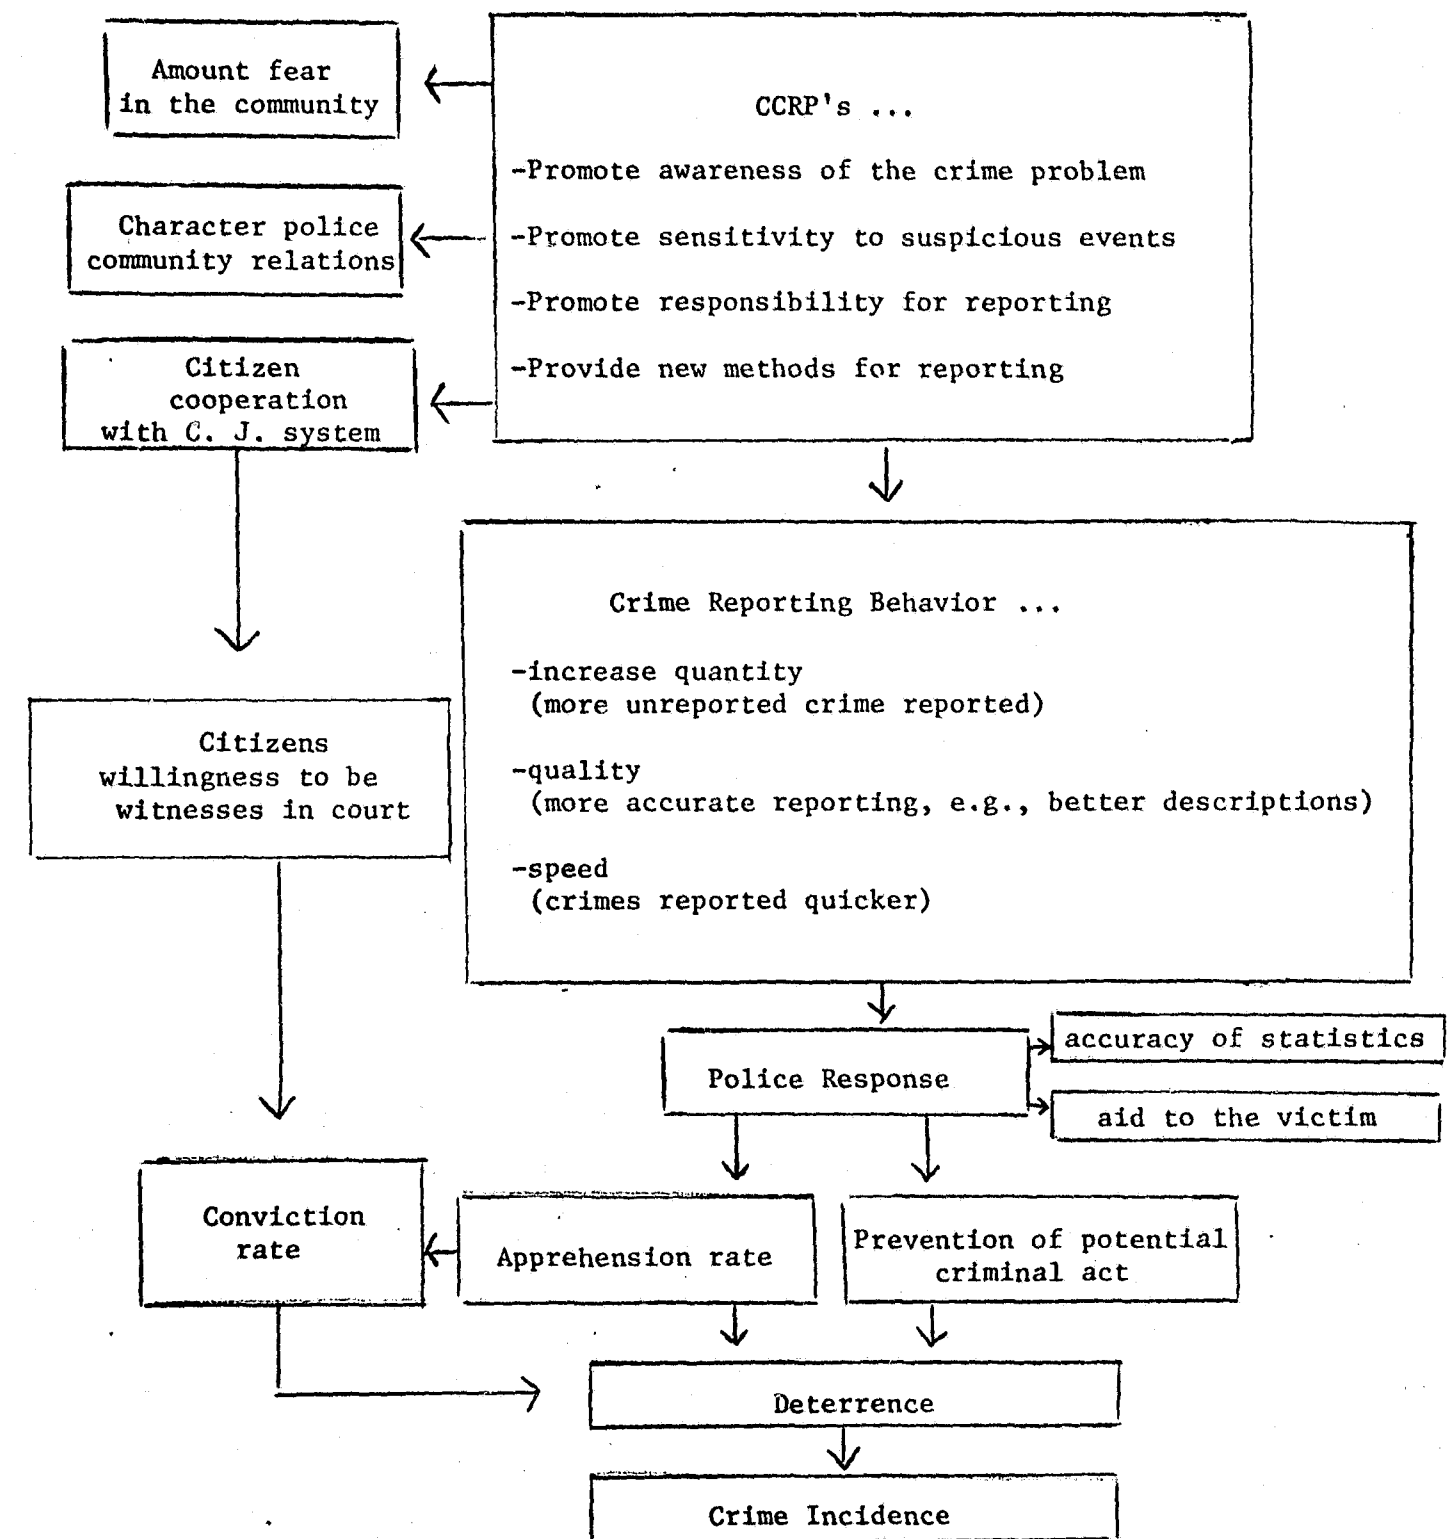 Amount fear
in the community
CCRP's ...
-Promote awareness of the crime problem
-Promote sensitivity to suspicious events
-Promote responsibility for reporting
-Provide new methods for reporting
Character police
community relations
Citizen
cooperation
with C. J. system
Crime Reporting Behavior ...
-increase quantity
(more unreported crime reported)
-quality
(more accurate reporting, e.g., better descriptions)
-speed
(crimes reported quicker)
Citizens
willingness to be
witnesses in court
Police Response
accuracy of statistics
aid to the victim
Conviction
rate
Apprehension rate
Prevention of potential
criminal act
Deterrence
Crime Incidence